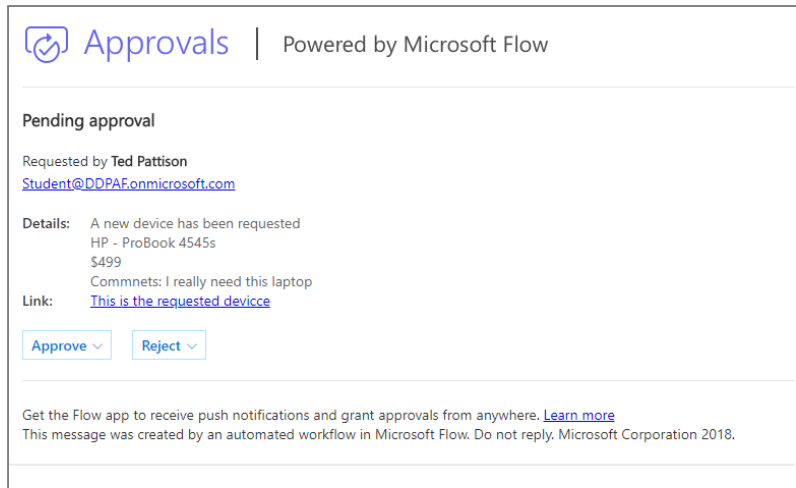 Approvals | Powered by Microsoft Flow
Pending approval
Requested by Ted Pattison
Student@DDPAF.onmicrosoft.com
Details: A new device has been requested
HP - ProBook 4545s
$499
Commnets: I really need this laptop
Link: This is the requested devicce
Approve Reject
Get the Flow app to receive push notifications and grant approvals from anywhere. Learn more
This message was created by an automated workflow in Microsoft Flow. Do not reply. Microsoft Corporation 2018.